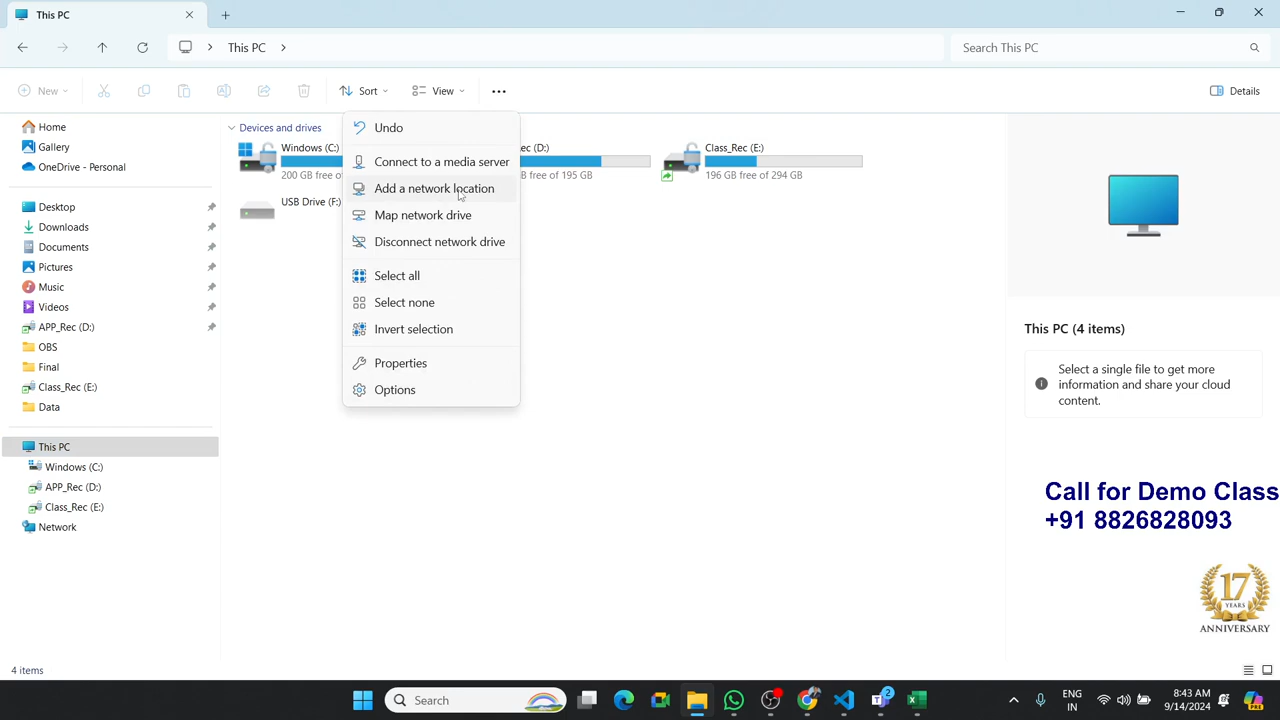 This PC
This PC
Search This PC
New
Sort
View
Details
Home
Gallery
OneDrive - Personal
Desktop
Downloads
Documents
Pictures
Music
Videos
APP_Rec (D:)
OBS
Final
Class_Rec (E:)
Data
This PC
Windows (C:)
APP_Rec (D:)
Class_Rec (E:)
Network
Devices and drives
Windows (C:)
200 GB free of
ec (D:)
B free of 195 GB
Class_Rec (E:)
196 GB free of 294 GB
USB Drive (F:)
Undo
Connect to a media server
Add a network location
Map network drive
Disconnect network drive
Select all
Select none
Invert selection
Properties
Options
This PC (4 items)
Select a single file to get more
information and share your cloud
content.
Call for Demo Class
+91 8826828093
17
YEARS
ANNIVERSARY
4 items
Search
2
ENG
IN
8:43 AM
9/14/2024